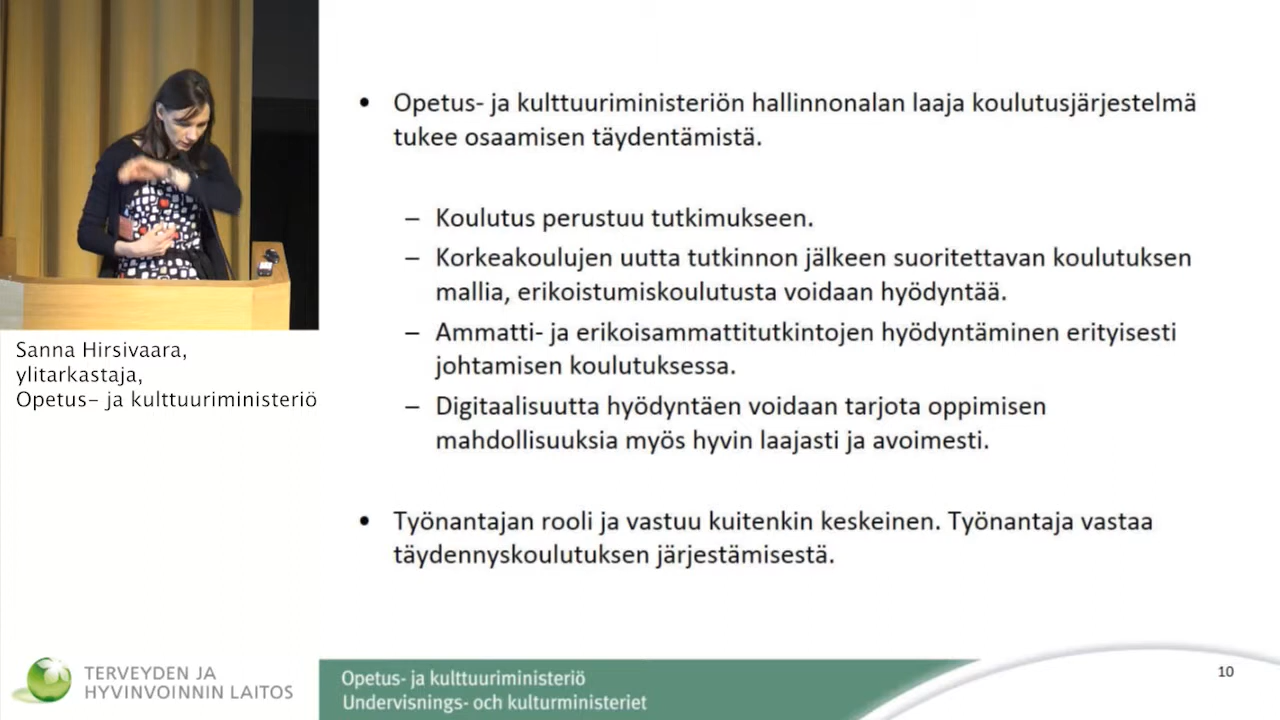 Sanna Hirsivaara,
ylitarkastaja,
Opetus- ja kulttuuriministeriö
• Opetus- ja kulttuuriministeriön hallinnonalan laaja koulutusjärjestelmä
tukee osaamisen täydentämistä.
– Koulutus perustuu tutkimukseen.
– Korkeakoulujen uutta tutkinnon jälkeen suoritettavan koulutuksen
mallia, erikoistumiskoulutusta voidaan hyödyntää.
– Ammatti- ja erikoisammattitutkintojen hyödyntäminen erityisesti
johtamisen koulutuksessa.
– Digitaalisuutta hyödyntäen voidaan tarjota oppimisen
mahdollisuuksia myös hyvin laajasti ja avoimesti.
• Työnantajan rooli ja vastuu kuitenkin keskeinen. Työnantaja vastaa
täydennyskoulutuksen järjestämisestä.
TERVEYDEN JA
HYVINVOINNIN LAITOS
Opetus- ja kulttuuriministeriö
Undervisnings- och kulturministeriet
10